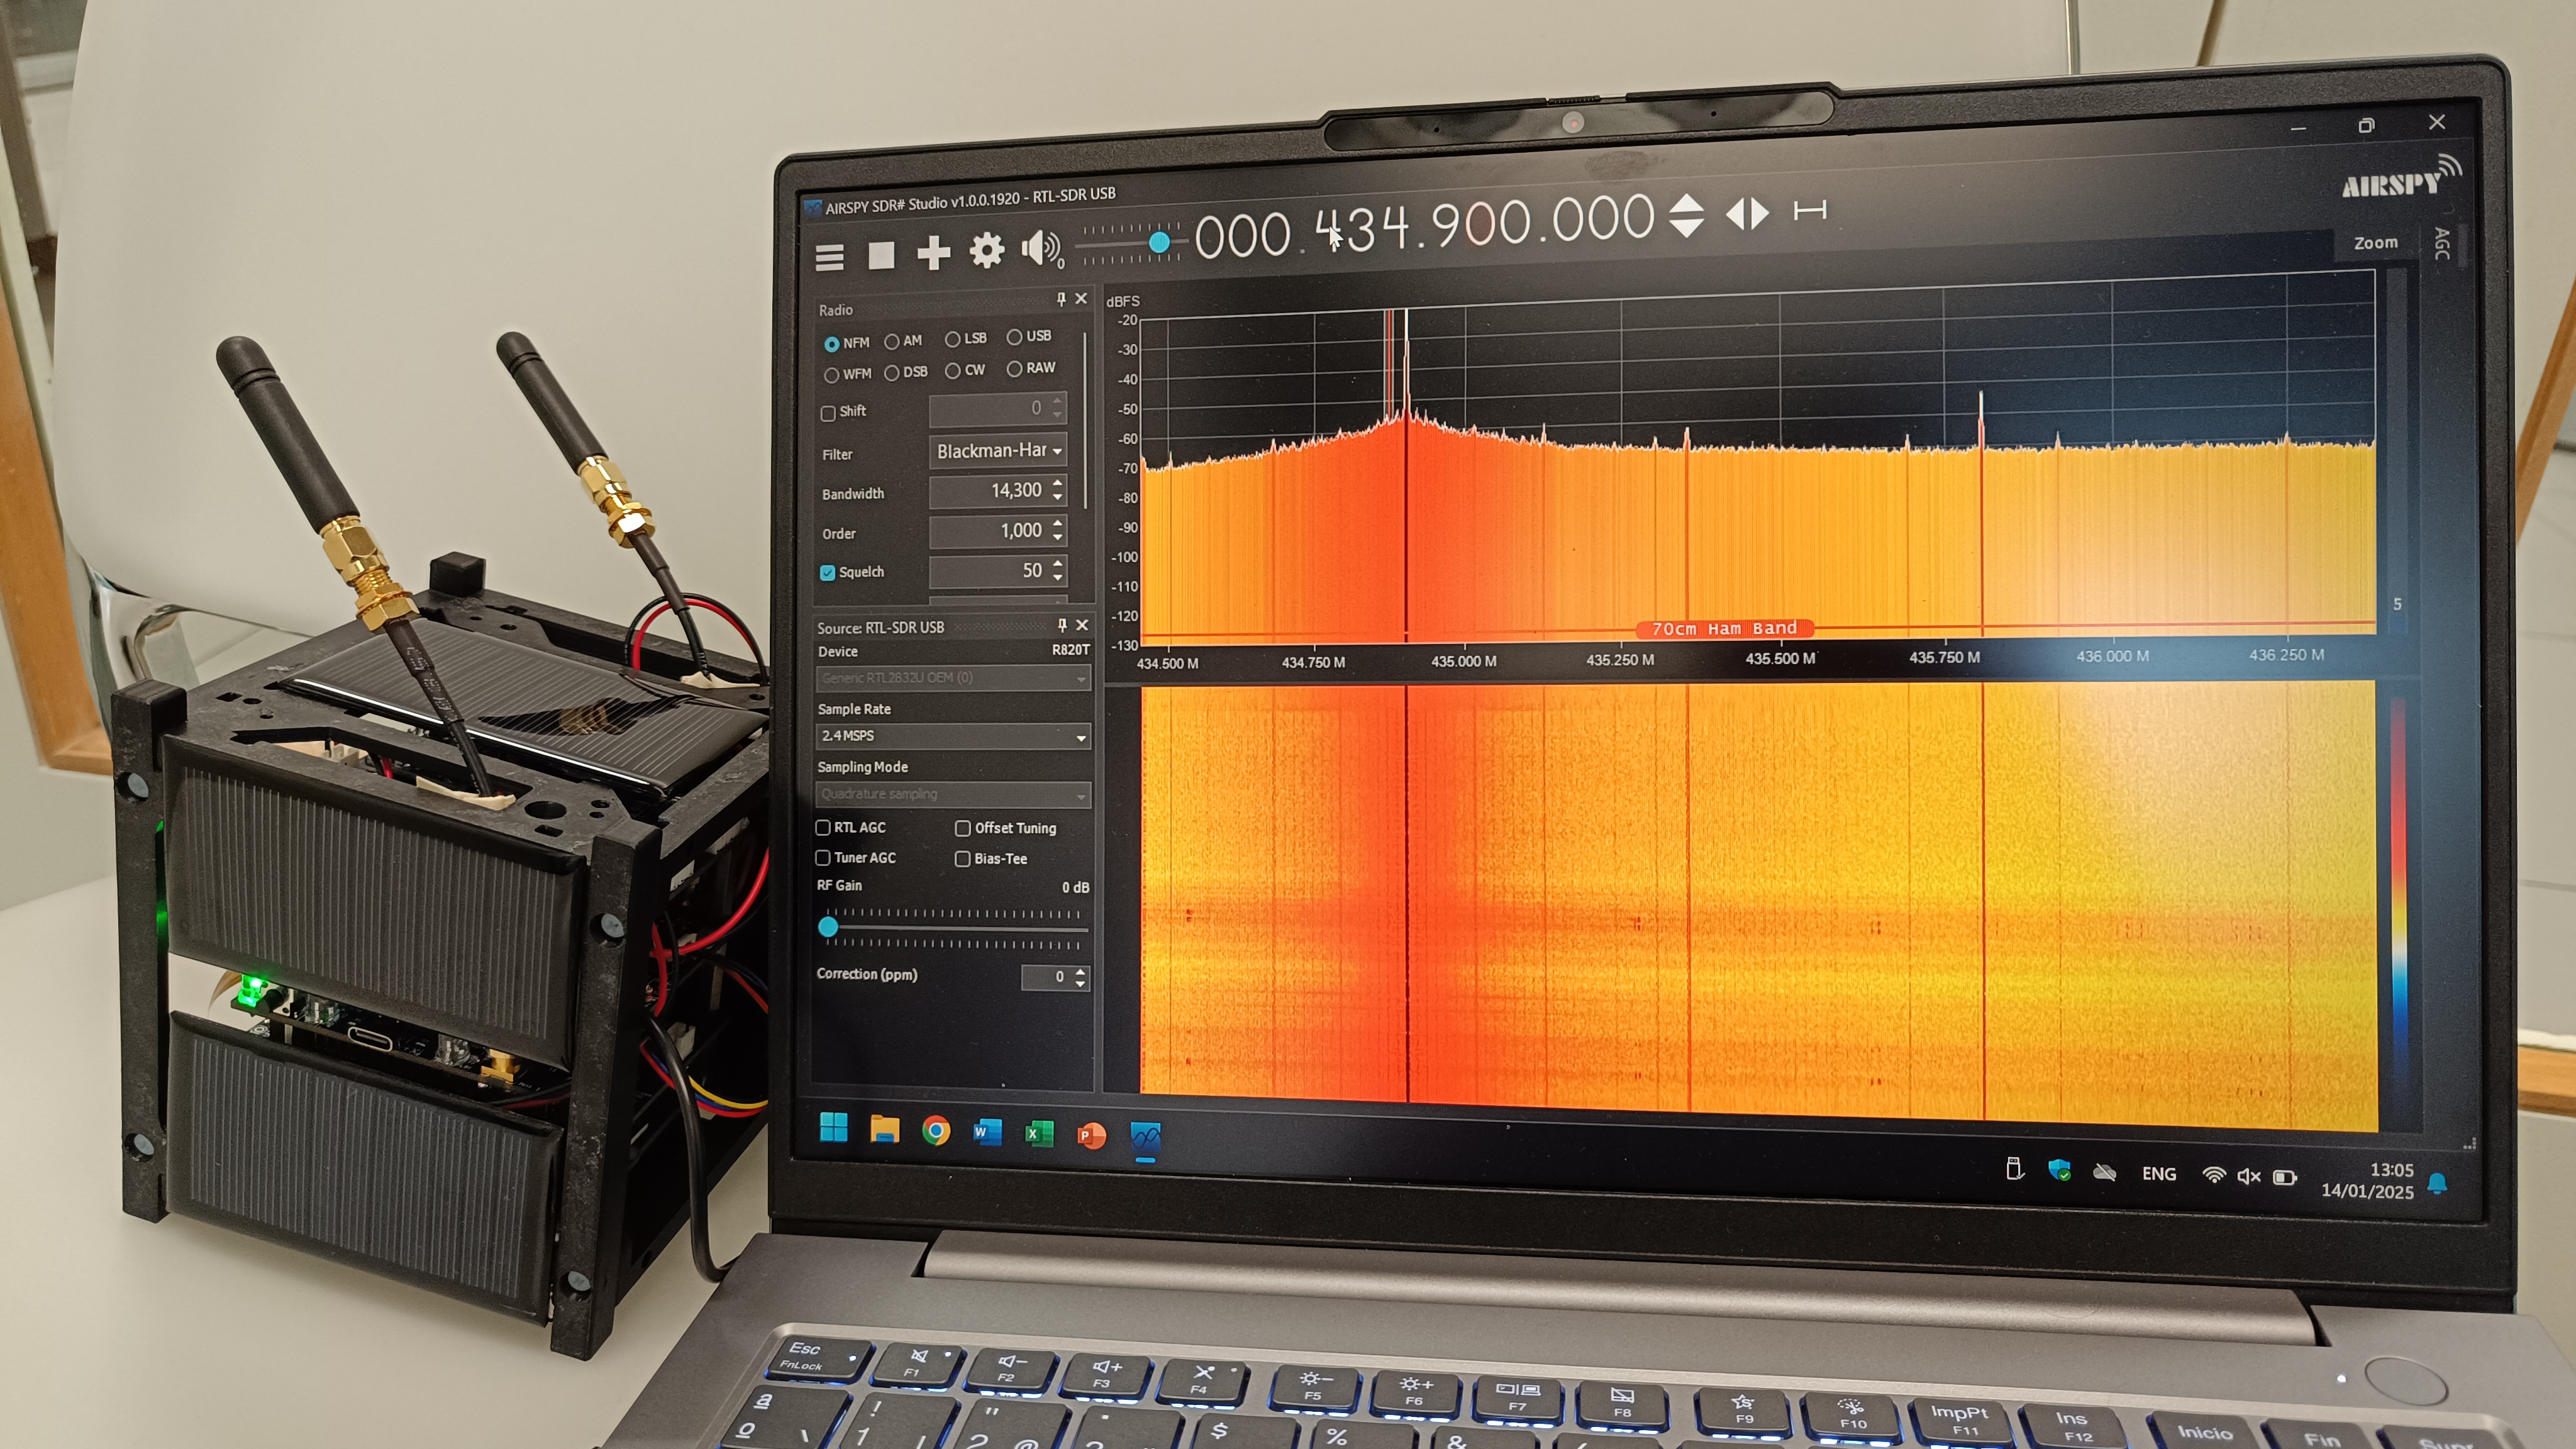 AIRSPY SDR# Studio v1.0.0.1920 - RTL-SDR USB
0
000.434.900.000
AIRSPY
Zoom
AGC
Radio
NFM AM LSB USB
WFM DSB CW RAW
Shift 0
Filter Blackman-Har
Bandwidth 14,300
Order 1,000
Squelch 50
Source: RTL-SDR USB
Device R820T
Generic RTL2832U OEM (0)
Sample Rate
2.4 MSPS
Sampling Mode
Quadrature sampling
RTL AGC Offset Tuning
Tuner AGC Bias-Tee
RF Gain 0 dB
Correction (ppm) 0
dBFS
-20
-30
-40
-50
-60
-70
-80
-90
-100
-110
-120
-130
5
70cm Ham Band
434.500 M 434.750 M 435.000 M 435.250 M 435.500 M 435.750 M 436.000 M 436.250 M
W X P
ENG
13:05
14/01/2025
Esc F1 F2 F3 F4 F5 F6 F7 F8 F9 F10 ImpPt Ins Inicio Fin
FnLock F11 F12
ª ! " · $ % &
º \ 1 2 @